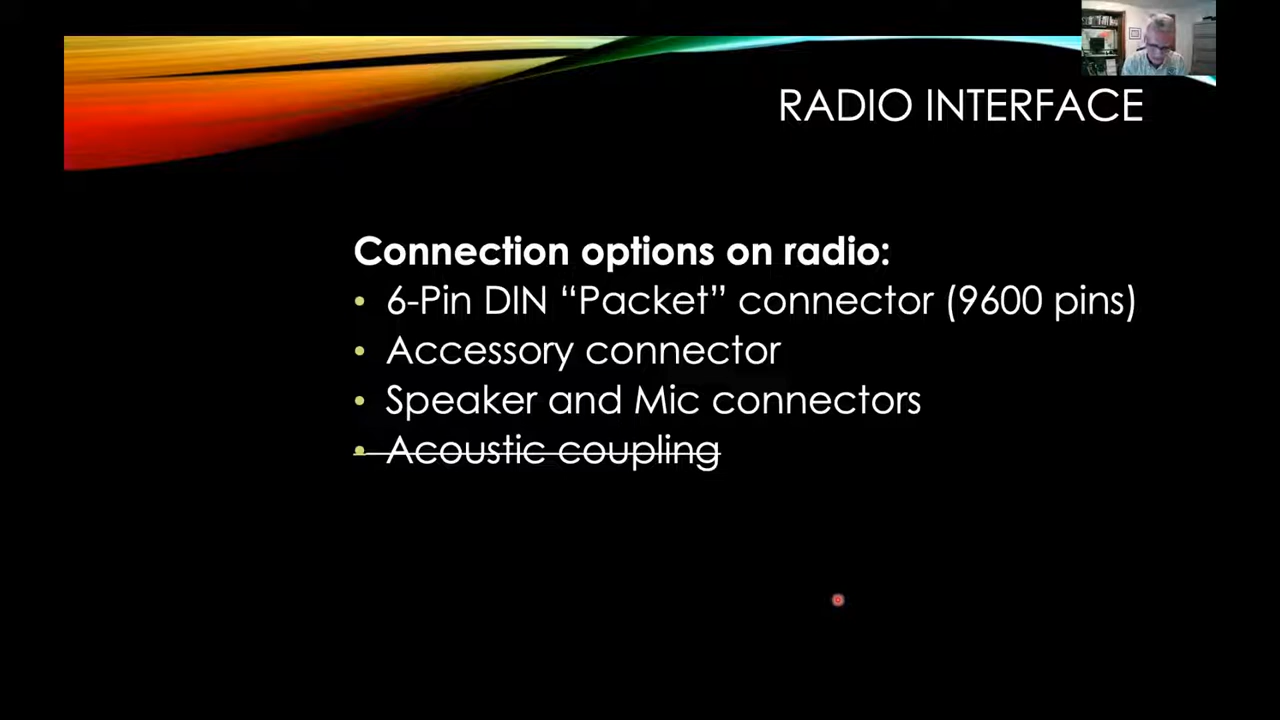 RADIO INTERFACE
Connection options on radio:
• 6-Pin DIN “Packet” connector (9600 pins)
• Accessory connector
• Speaker and Mic connectors
• Acoustic coupling